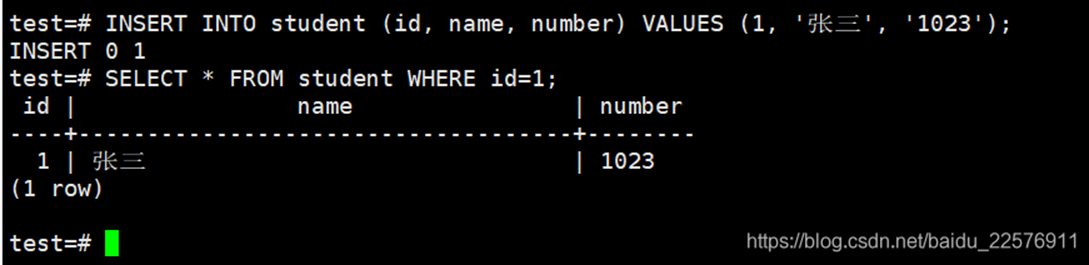 test=# INSERT INTO student (id, name, number) VALUES (1, '张三', '1023');
INSERT 0 1
test=# SELECT * FROM student WHERE id=1;
 id |                name                 | number
----+-------------------------------------+--------
  1 | 张三                                | 1023
(1 row)
test=#
https://blog.csdn.net/baidu_22576911